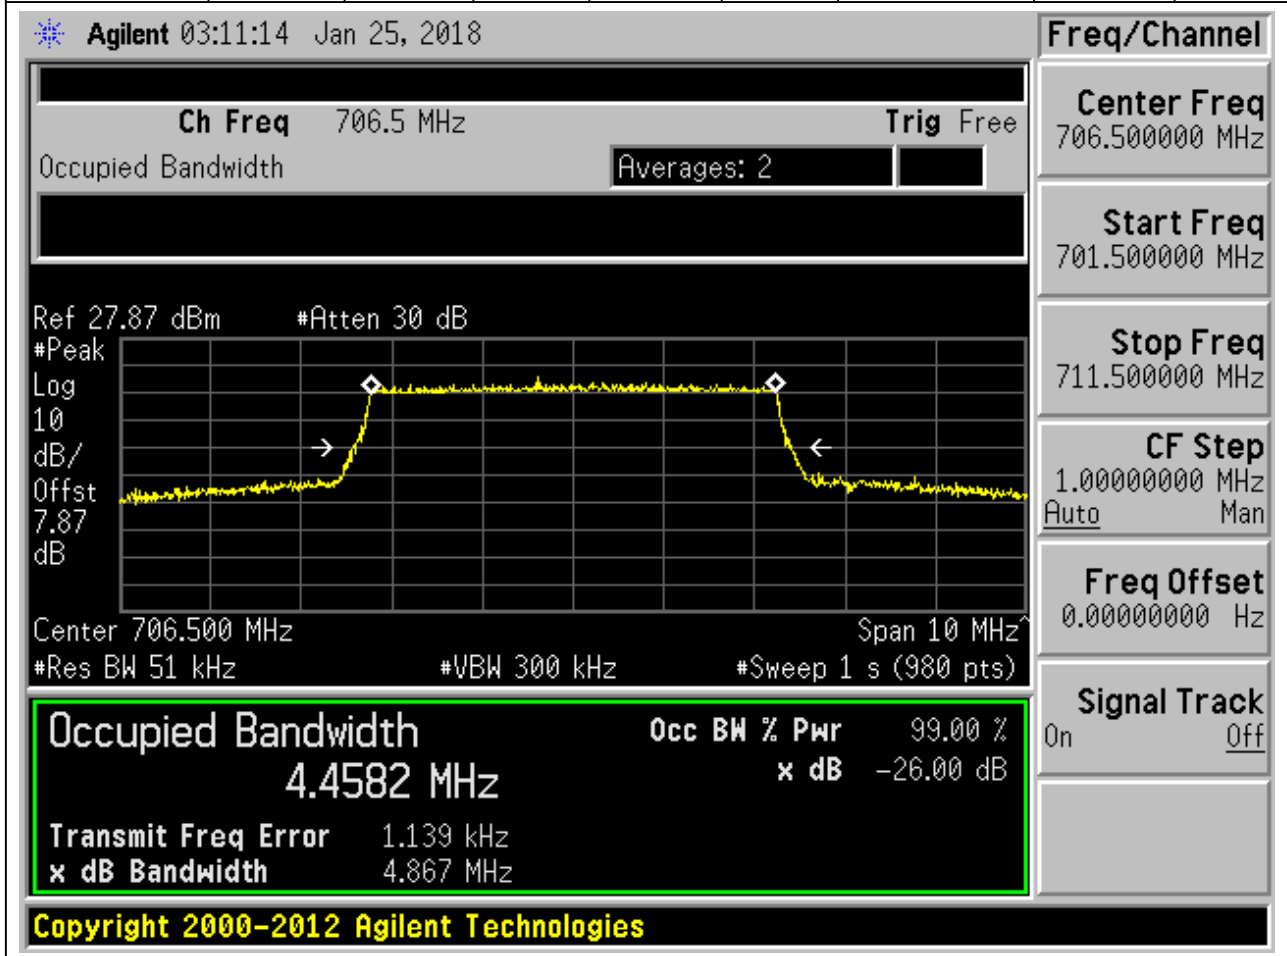 Agilent 03:11:14 Jan 25, 2018
Freq/Channel
Ch Freq 706.5 MHz Trig Free
Occupied Bandwidth Averages: 2
Ref 27.87 dBm #Atten 30 dB
#Peak
Log
10
dB/
Offst
7.87
dB
Center 706.500 MHz Span 10 MHz^
#Res BW 51 kHz #VBW 300 kHz #Sweep 1 s (980 pts)
Occupied Bandwidth Occ BW % Pwr 99.00 %
4.4582 MHz x dB -26.00 dB
Transmit Freq Error 1.139 kHz
x dB Bandwidth 4.867 MHz
Center Freq
706.500000 MHz
Start Freq
701.500000 MHz
Stop Freq
711.500000 MHz
CF Step
1.00000000 MHz
Auto Man
Freq Offset
0.00000000 Hz
Signal Track
On Off
Copyright 2000-2012 Agilent Technologies